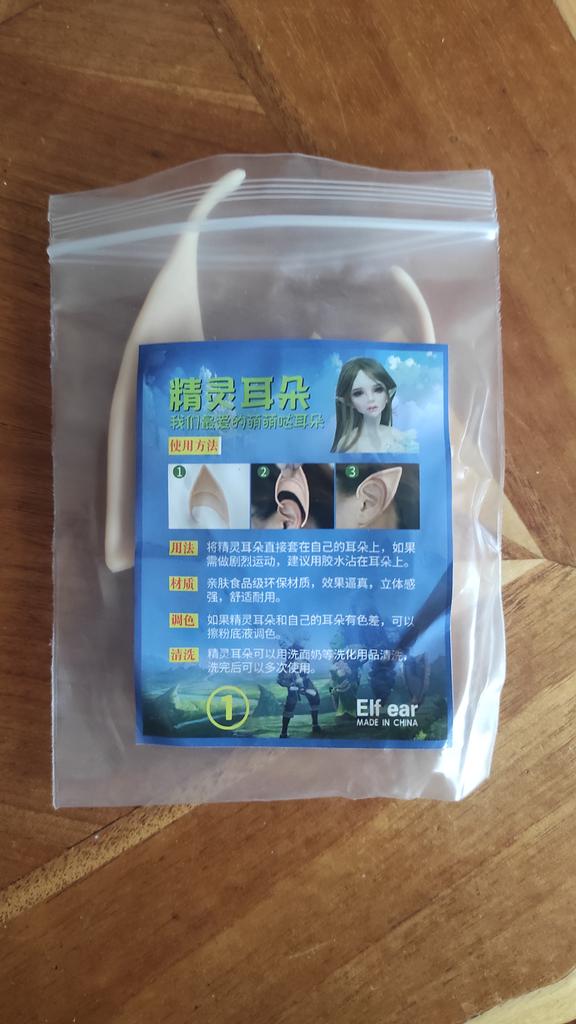 精灵耳朵
我们最爱的萌萌哒耳朵
使用方法
1 2 3
用法 将精灵耳朵直接套在自己的耳朵上，如果
需做剧烈运动，建议用胶水沾在耳朵上。
材质 亲肤食品级环保材质，效果逼真，立体感
强，舒适耐用。
调色 如果精灵耳朵和自己的耳朵有色差，可以
擦粉底液调色。
清洗 精灵耳朵可以用洗面奶等洗化用品清洗，
洗完后可以多次使用。
1
Elf ear
MADE IN CHINA